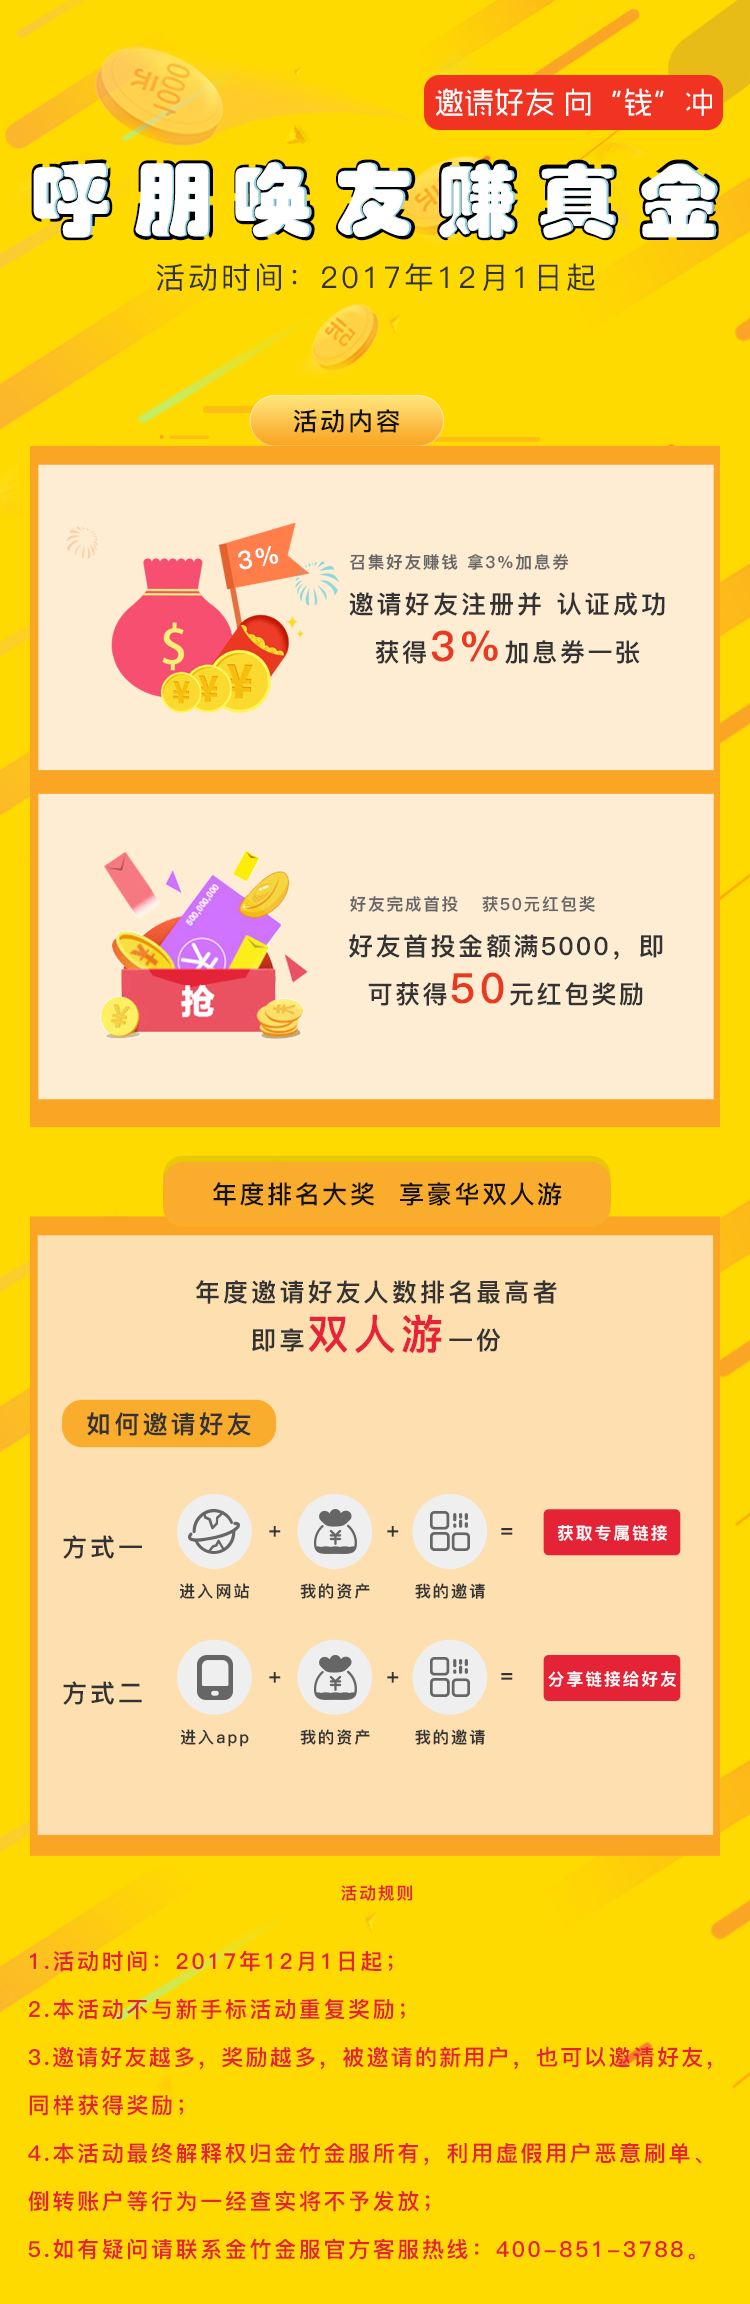 邀请好友 向 “钱” 冲
呼朋唤友赚真金
活动时间：2017年12月1日起
活动内容
3%
召集好友赚钱 拿3%加息券
邀请好友注册并 认证成功
获得3%加息券一张
500,000,000
抢
好友完成首投 获50元红包奖
好友首投金额满5000，即
可获得50元红包奖励
年度排名大奖 享豪华双人游
年度邀请好友人数排名最高者
即享双人游一份
如何邀请好友
方式一
+ + =
获取专属链接
进入网站 我的资产 我的邀请
方式二
+ + =
分享链接给好友
进入app 我的资产 我的邀请
活动规则
1.活动时间：2017年12月1日起；
2.本活动不与新手标活动重复奖励；
3.邀请好友越多，奖励越多，被邀请的新用户，也可以邀请好友，
同样获得奖励；
4.本活动最终解释权归金竹金服所有，利用虚假用户恶意刷单、
倒转账户等行为一经查实将不予发放；
5.如有疑问请联系金竹金服官方客服热线：400-851-3788。